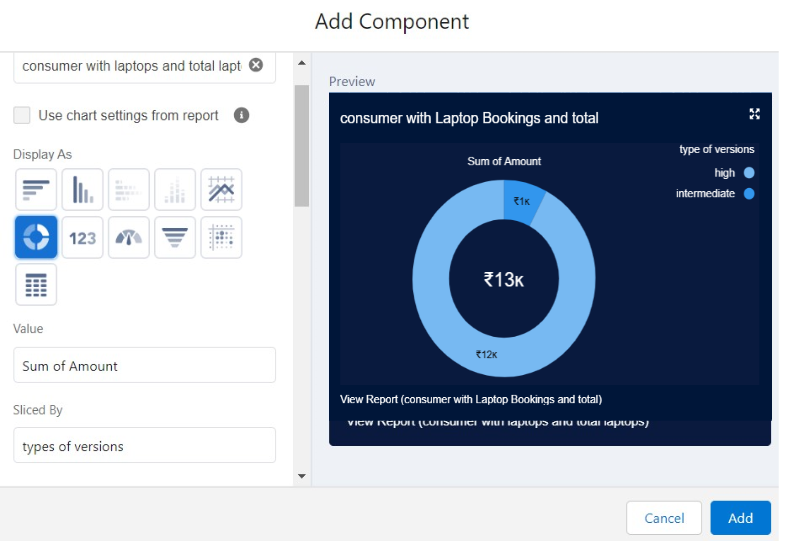 Add Component
consumer with laptops and total lapt
Use chart settings from report
Display As
123
Value
Sum of Amount
Sliced By
types of versions
Preview
consumer with Laptop Bookings and total
type of versions
high
intermediate
Sum of Amount
₹1K
₹13K
₹12K
View Report (consumer with Laptop Bookings and total)
View Report (consumer with laptops and total laptops)
Cancel
Add